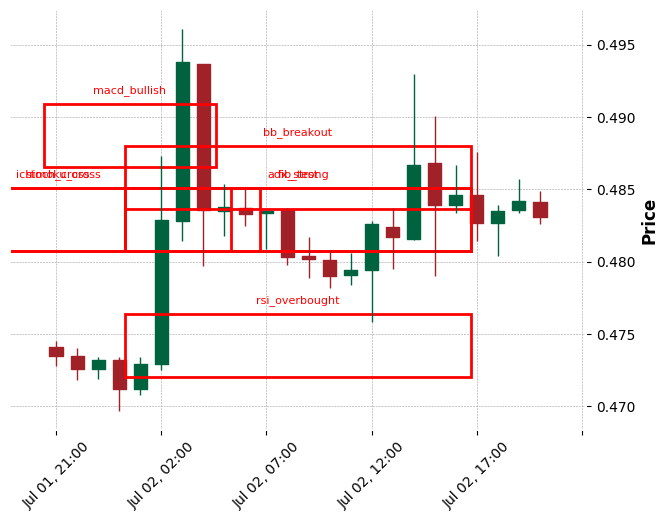 0.495
macd_bullish
0.490
bb_breakout
0.485
0.480
rsi_overbought
0.475
0.470
Price
Jul 01, 21:00
Jul 02, 02:00
Jul 02, 07:00
Jul 02, 12:00
Jul 02, 17:00